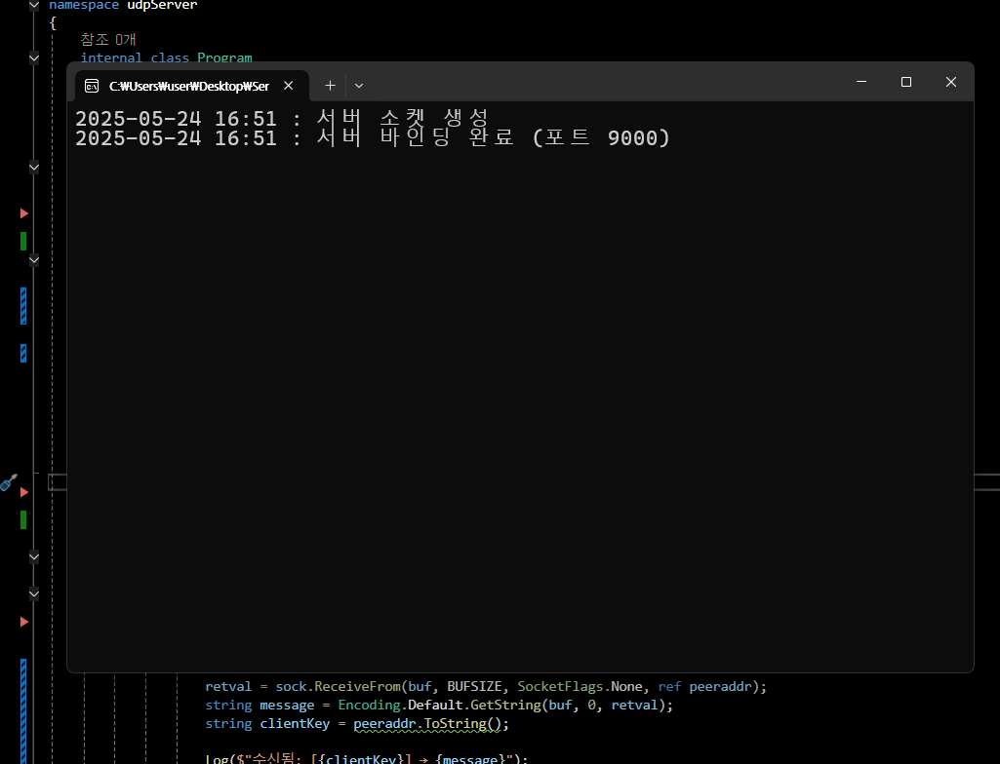 namespace udpServer
{
참조 0개
internal class Program
C:₩Users₩user₩Desktop₩Ser
2025-05-24 16:51 : 서버 소켓 생성
2025-05-24 16:51 : 서버 바인딩 완료 (포트 9000)
retval = sock.ReceiveFrom(buf, BUFSIZE, SocketFlags.None, ref peeraddr);
string message = Encoding.Default.GetString(buf, 0, retval);
string clientKey = peeraddr.ToString();
Log($"수신됨: [{clientKey}] → {message}");